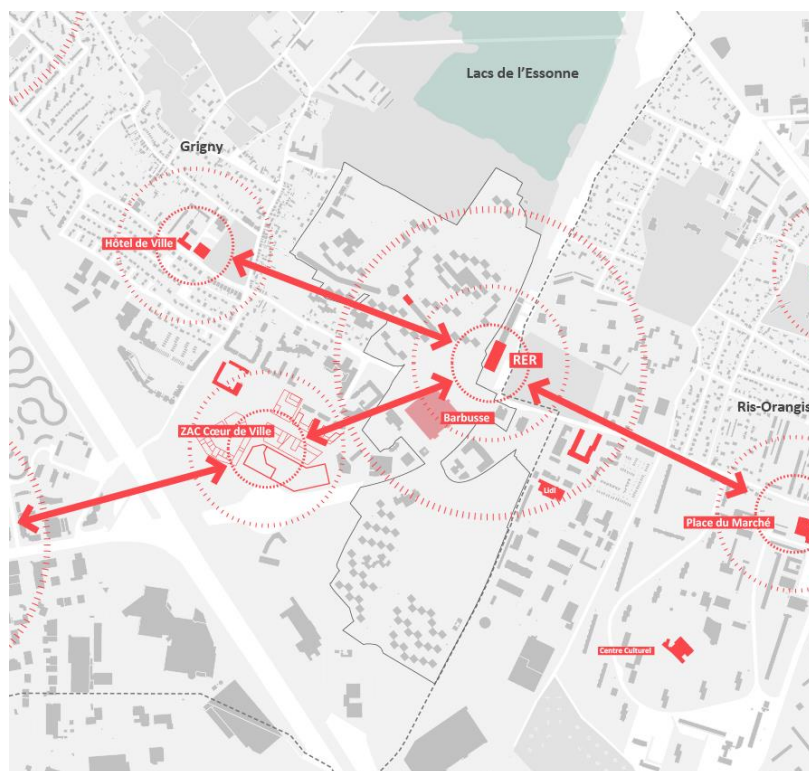 Lacs de l'Essonne
Grigny
Hôtel de Ville
RER
Ris-Orangis
Barbusse
ZAC Cœur de Ville
Lidl
Place du Marché
Centre Culturel